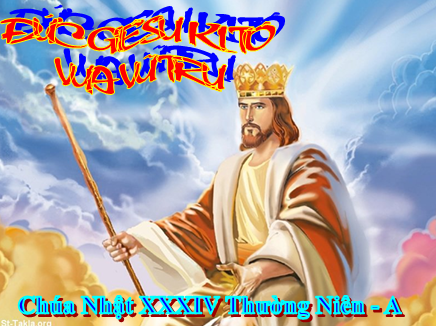 ĐỨC GIÊSU KITÔ
VUA VŨ TRỤ
Chúa Nhật XXXIV Thường Niên - A
St-Takla.org